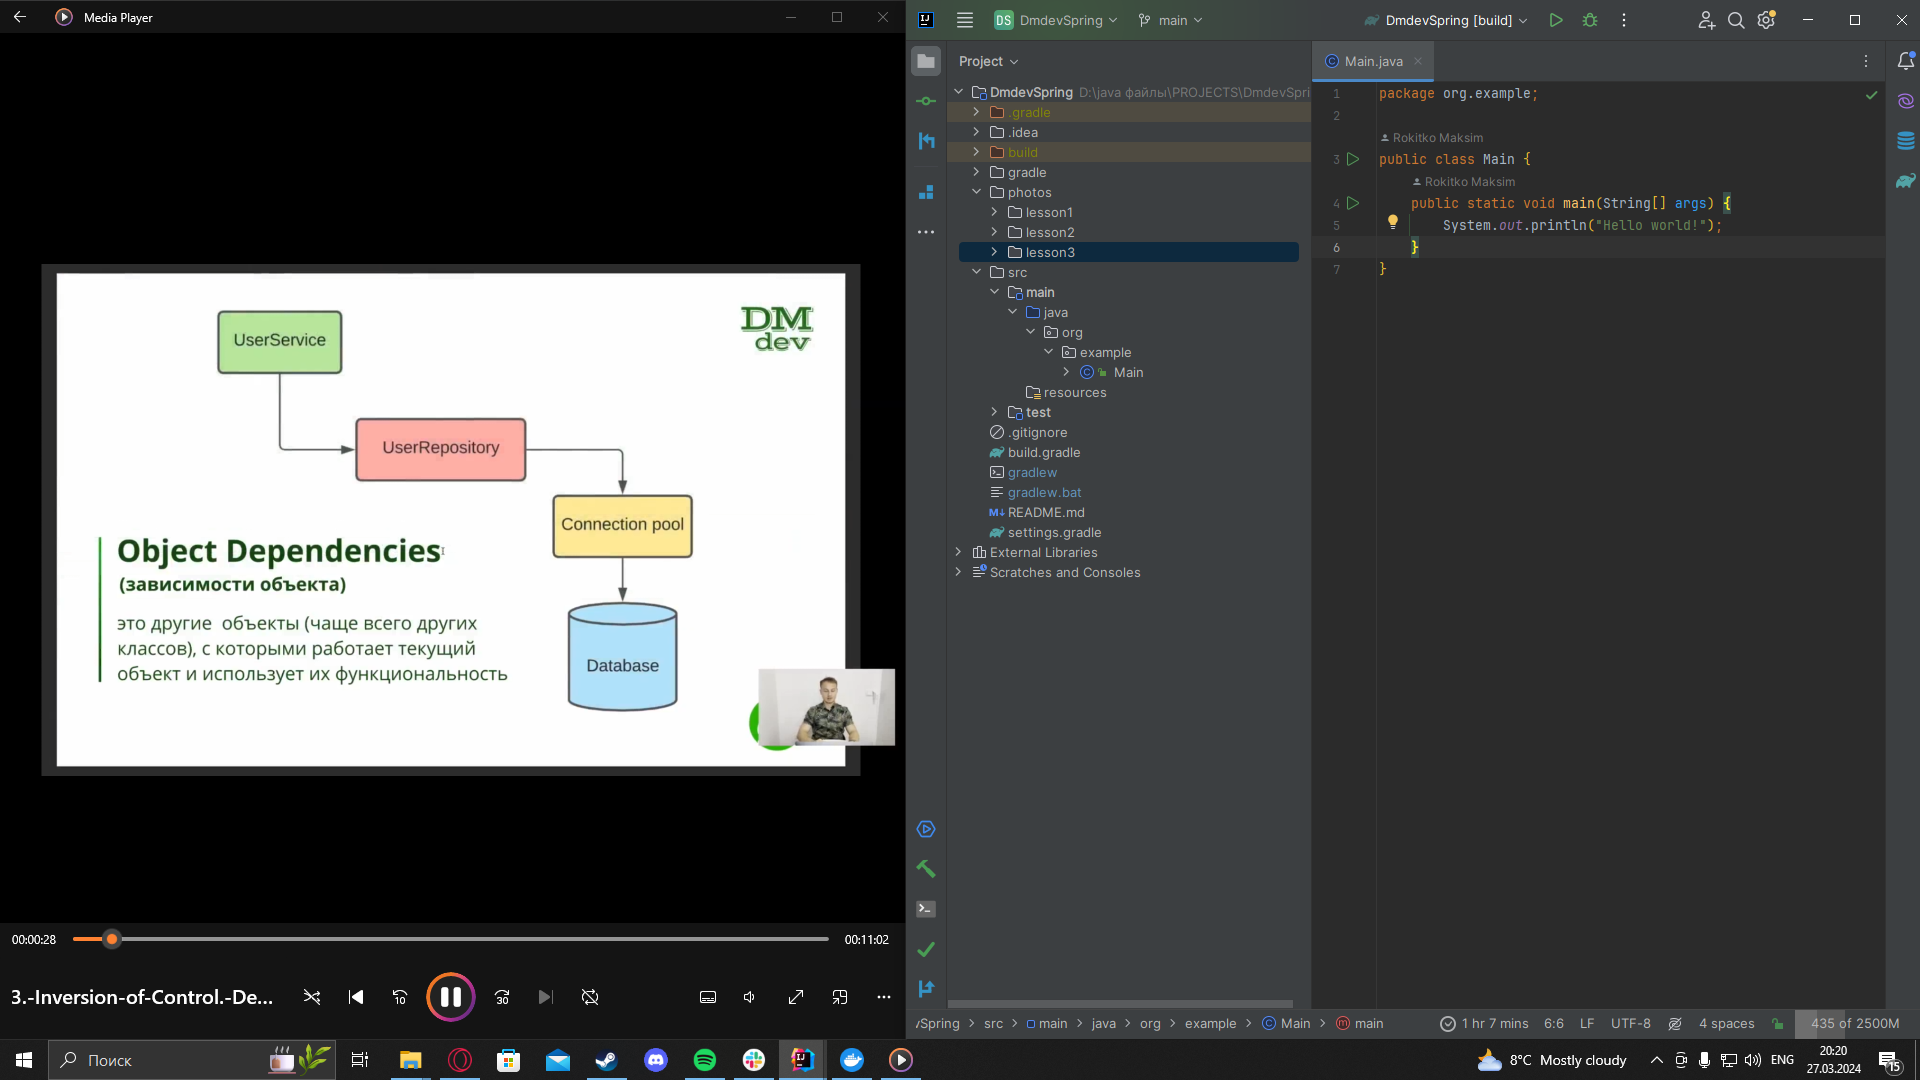 Media Player
UserService
DM
dev
UserRepository
Connection pool
Object Dependencies
(зависимости объекта)
это другие объекты (чаще всего других
классов), с которыми работает текущий
объект и использует их функциональность
Database
00:00:28
00:11:02
3.-Inversion-of-Control.-De...
10
30
DS DmdevSpring
main
DmdevSpring [build]
Project
DmdevSpring D:\java файлы\PROJECTS\DmdevSpri
.gradle
.idea
build
gradle
photos
lesson1
lesson2
lesson3
src
main
java
org
example
Main
resources
test
.gitignore
build.gradle
gradlew
gradlew.bat
README.md
settings.gradle
External Libraries
Scratches and Consoles
Main.java
1 package org.example;
2
Rokitko Maksim
3 public class Main {
Rokitko Maksim
4 public static void main(String[] args) {
5 System.out.println("Hello world!");
6 }
7 }
vSpring > src > main > java > org > example > Main > main
1 hr 7 mins 6:6 LF UTF-8 4 spaces 435 of 2500M
Поиск
8°C Mostly cloudy
ENG
20:20
27.03.2024
15